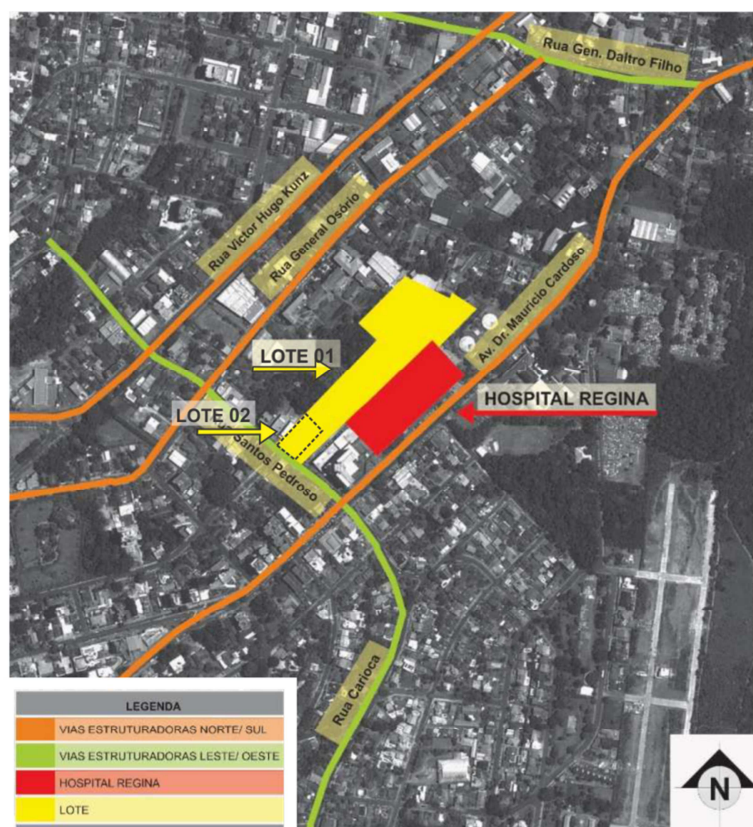 Rua Gen. Daltro Filho
Rua Victor Hugo Kunz
Rua General Osório
Av. Dr. Mauricio Cardoso
LOTE 01
HOSPITAL REGINA
LOTE 02
Santos Pedroso
Rua Carioca
LEGENDA
VIAS ESTRUTURADORAS NORTE/ SUL
VIAS ESTRUTURADORAS LESTE/ OESTE
HOSPITAL REGINA
LOTE
N